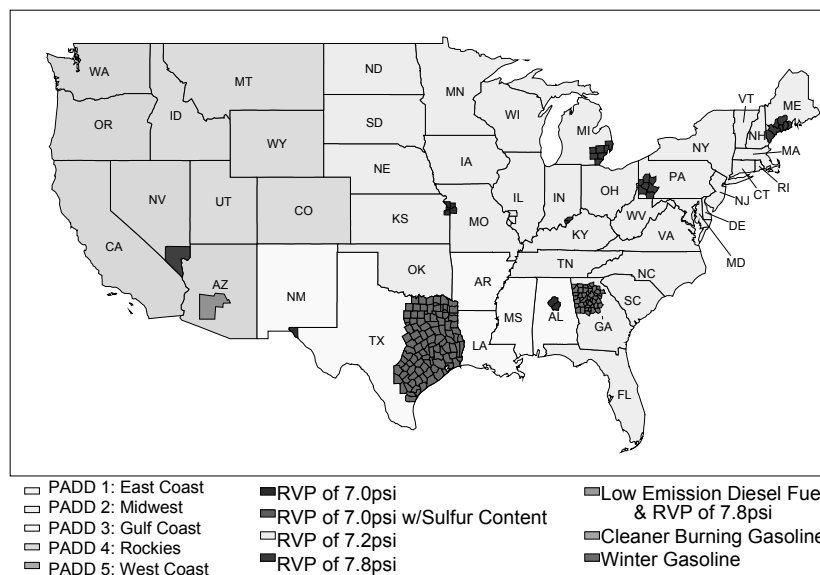 WA
MT
ND
MN
VT
ME
OR
ID
SD
WI
MI
NH
WY
NY
MA
NE
IA
PA
RI
NV
UT
CO
IL
IN
OH
NJ
CT
CA
KS
MO
WV
DE
KY
VA
MD
AZ
NM
OK
AR
TN
NC
SC
TX
LA
MS
AL
GA
FL
PADD 1: East Coast
PADD 2: Midwest
PADD 3: Gulf Coast
PADD 4: Rockies
PADD 5: West Coast
RVP of 7.0psi
RVP of 7.0psi w/Sulfur Content
RVP of 7.2psi
RVP of 7.8psi
Low Emission Diesel Fuel
& RVP of 7.8psi
Cleaner Burning Gasoline
Winter Gasoline